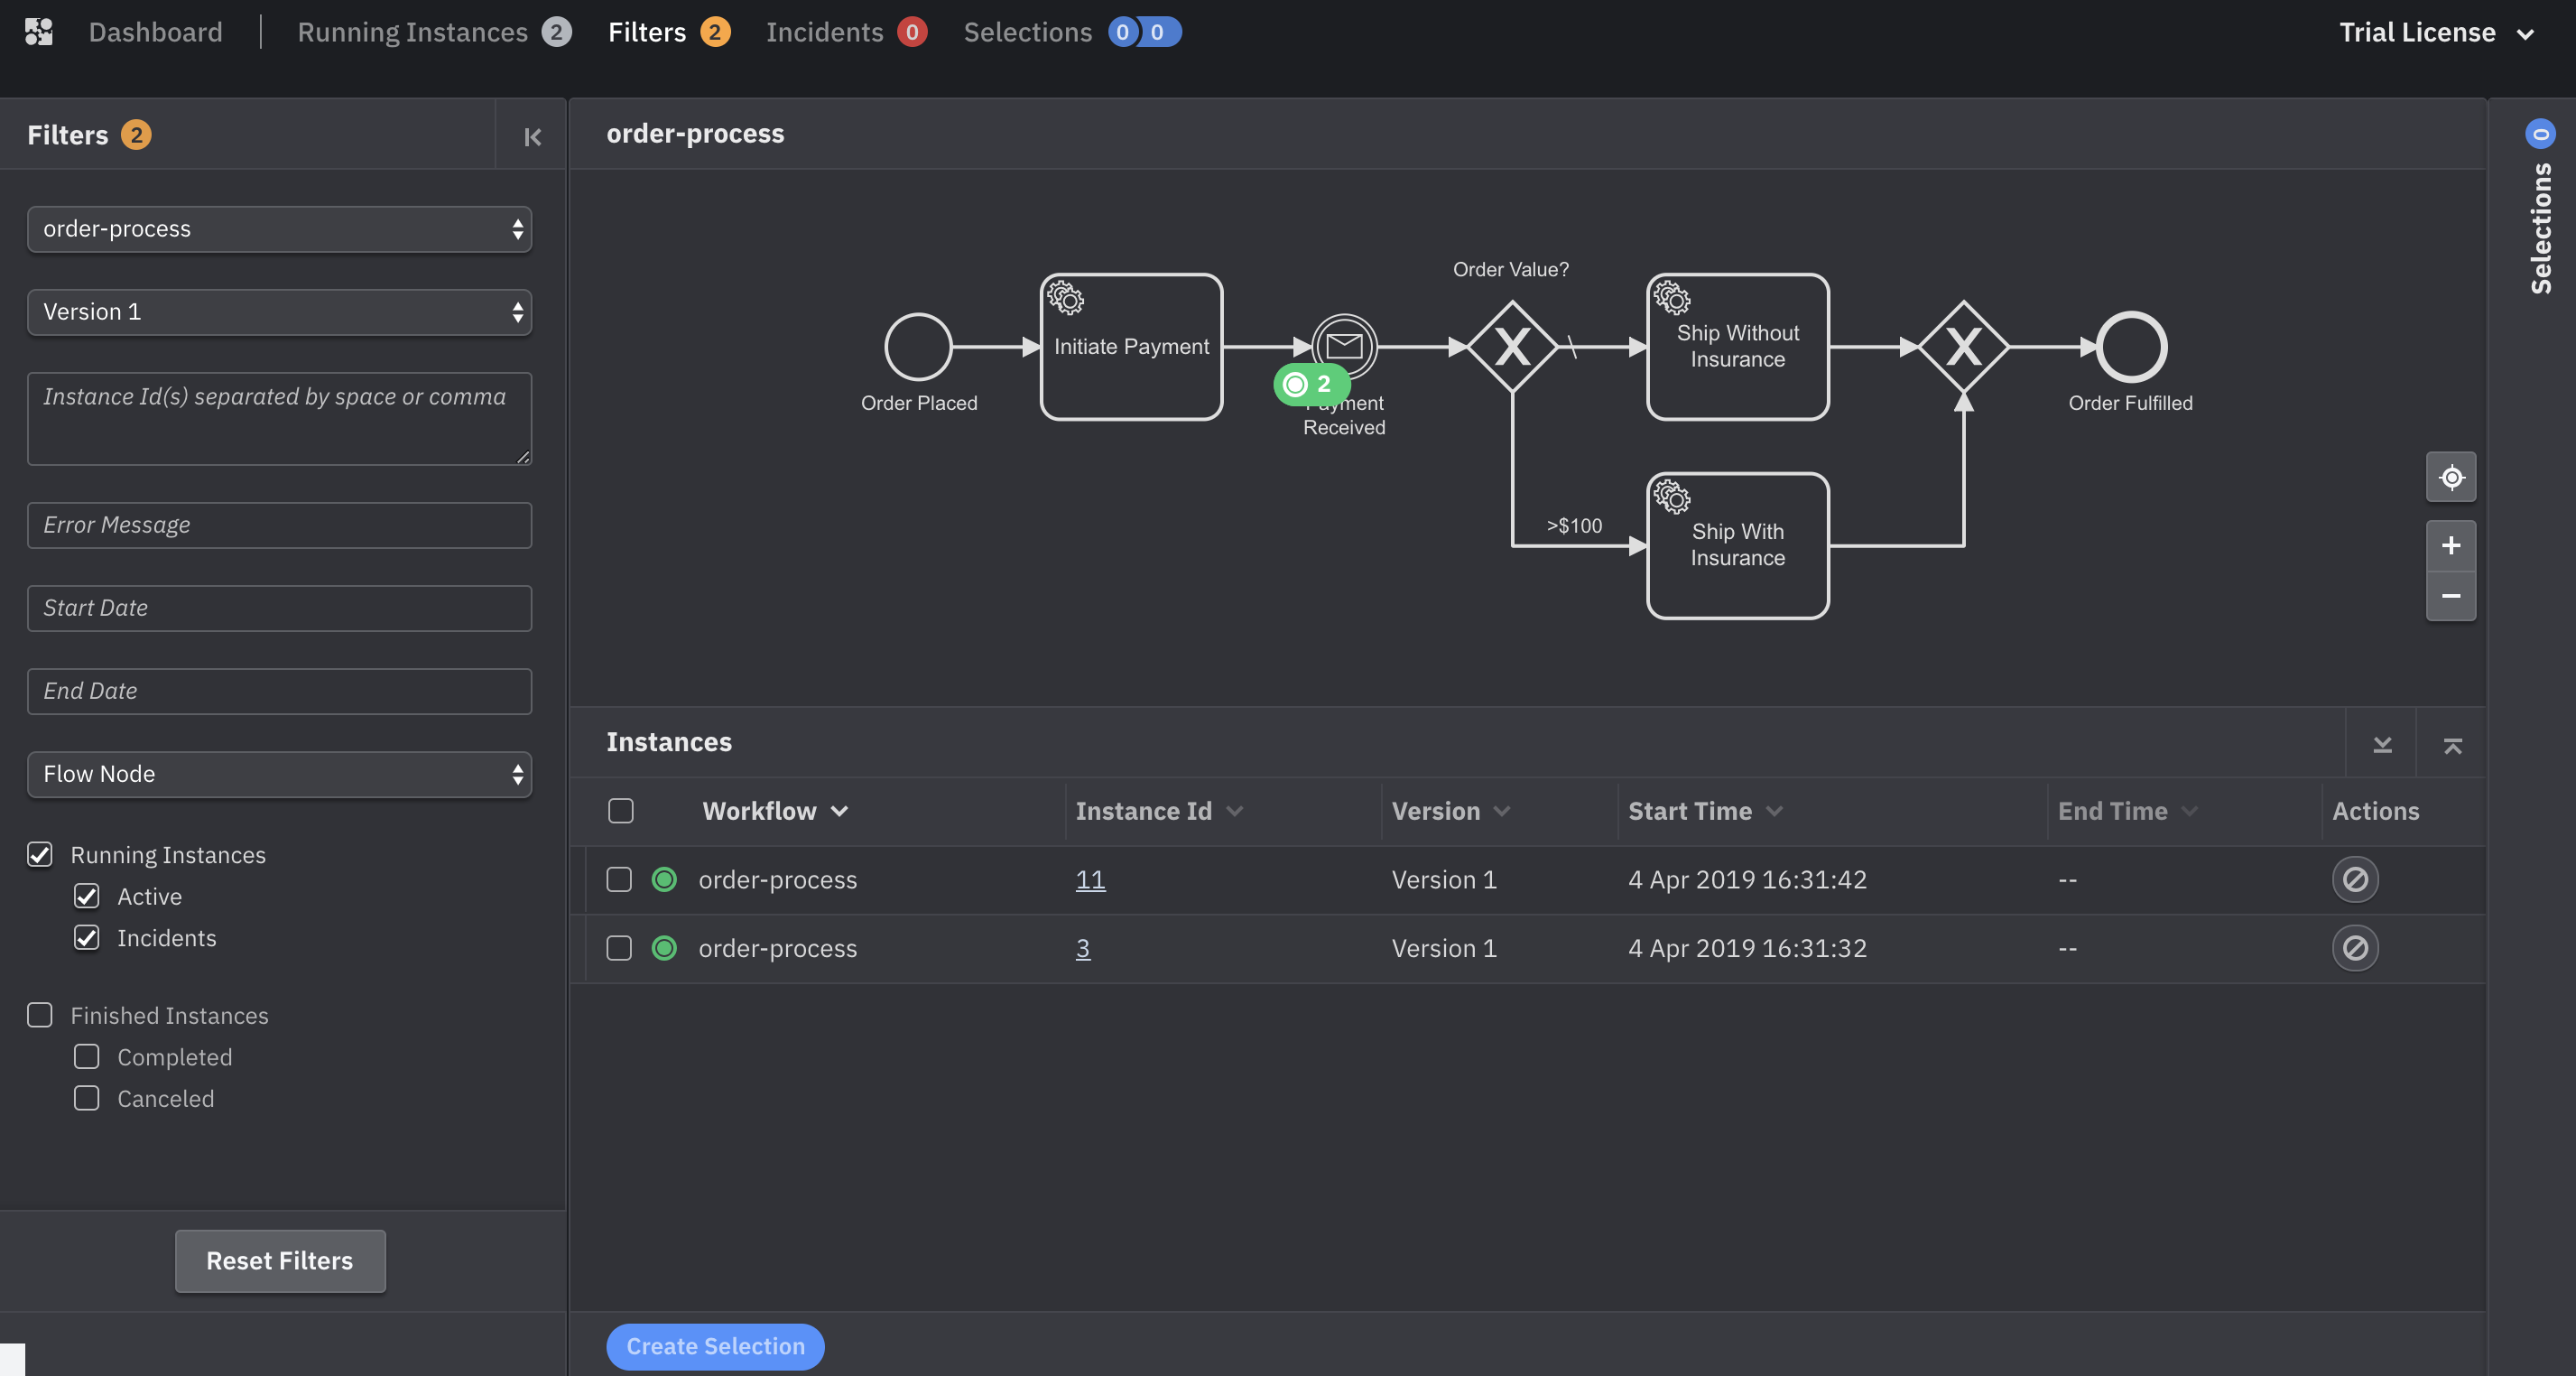 Dashboard
Running Instances 2
Filters 2
Incidents 0
Selections 0 0
Trial License
Filters 2
order-process
Version 1
Instance Id(s) separated by space or comma
Error Message
Start Date
End Date
Flow Node
Running Instances
Active
Incidents
Finished Instances
Completed
Canceled
Reset Filters
order-process
Order Placed
Initiate Payment
2
Payment
Received
Order Value?
X
Ship Without
Insurance
>$100
Ship With
Insurance
X
Order Fulfilled
+
−
Instances
Workflow Instance Id Version Start Time End Time Actions
order-process 11 Version 1 4 Apr 2019 16:31:42 --
order-process 3 Version 1 4 Apr 2019 16:31:32 --
Create Selection
Selections 0